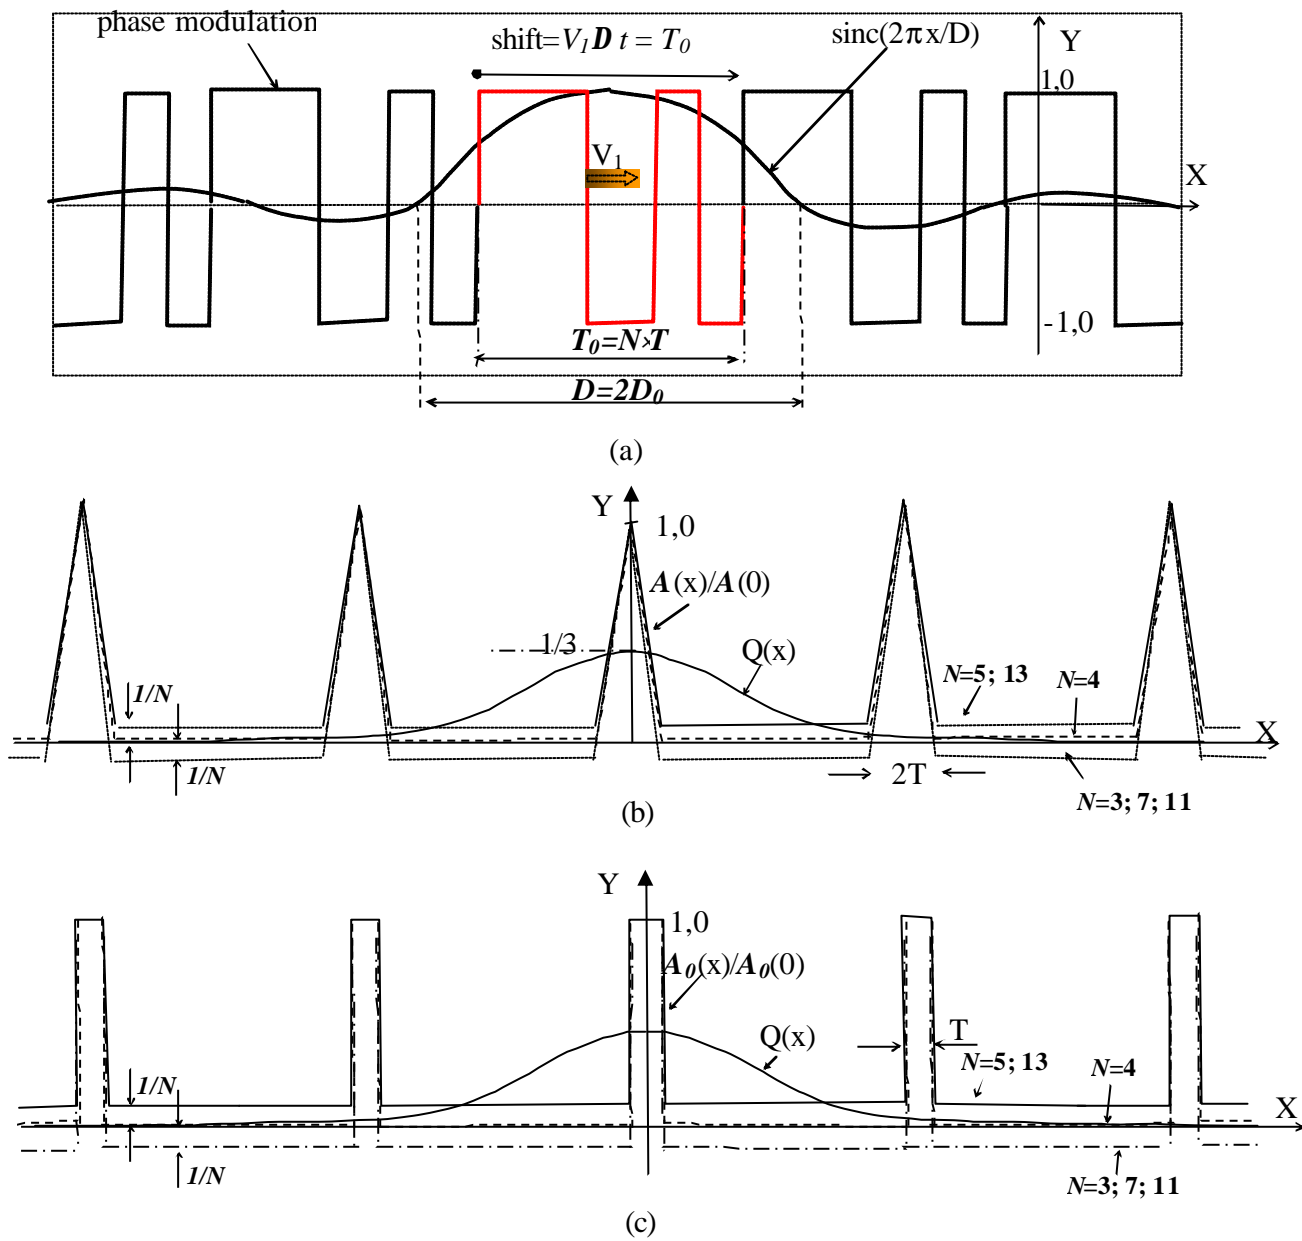 phase modulation
shift=V₁D t = T₀
sinc(2πx/D)
Y
1,0
V₁
X
-1,0
T₀=N×T
D=2D₀
(a)
Y
1,0
A(x)/A(0)
1/3
Q(x)
1/N
N=5; 13
N=4
X
1/N
2T
N=3; 7; 11
(b)
Y
1,0
A₀(x)/A₀(0)
Q(x)
T
1/N
N=5; 13
N=4
X
1/N
N=3; 7; 11
(c)